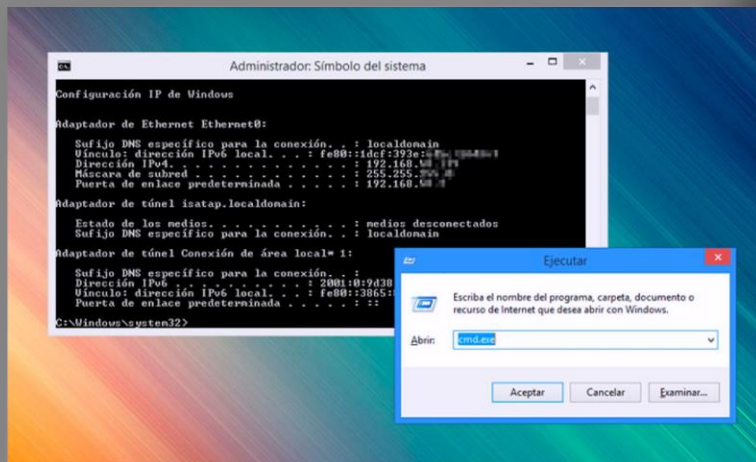 Administrador: Símbolo del sistema
Configuración IP de Windows
Adaptador de Ethernet Ethernet0:
Sufijo DNS específico para la conexión. . : localdomain
Vínculo: dirección IPv6 local. . . : fe80::1dcf:393e:
Dirección IPv4. . . . . . . . . . . . . . : 192.168.
Máscara de subred . . . . . . . . . . . . : 255.255.
Puerta de enlace predeterminada . . . . . : 192.168.
Adaptador de túnel isatap.localdomain:
Estado de los medios. . . . . . . . . . . : medios desconectados
Sufijo DNS específico para la conexión. . : localdomain
Adaptador de túnel Conexión de área local* 1:
Sufijo DNS específico para la conexión. . :
Dirección IPv6 . . . . . . . . . . : 2001:0:9d38
Vínculo: dirección IPv6 local. . . : fe80::3865:
Puerta de enlace predeterminada . . . . . : ::
C:\Windows\system32>
Ejecutar
Escriba el nombre del programa, carpeta, documento o
recurso de Internet que desea abrir con Windows.
Abrir: cmd.exe
Aceptar Cancelar Examinar...